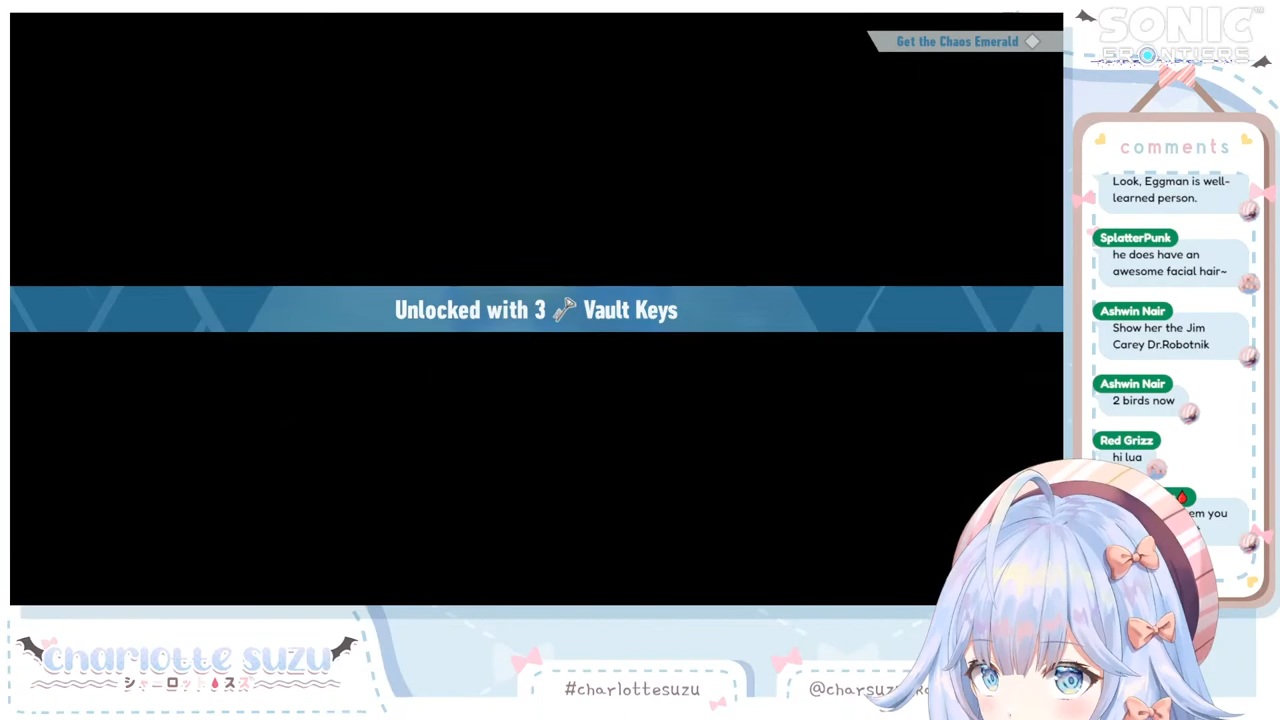 Get the Chaos Emerald
SONIC
FRONTIERS
comments
Look, Eggman is well-
learned person.
SplatterPunk
he does have an
awesome facial hair~
Unlocked with 3 Vault Keys
Ashwin Nair
Show her the Jim
Carey Dr.Robotnik
Ashwin Nair
2 birds now
Red Grizz
hi lua
em you
charlotte suzu
シャーロット スズ
#charlottesuzu
@charsuzu